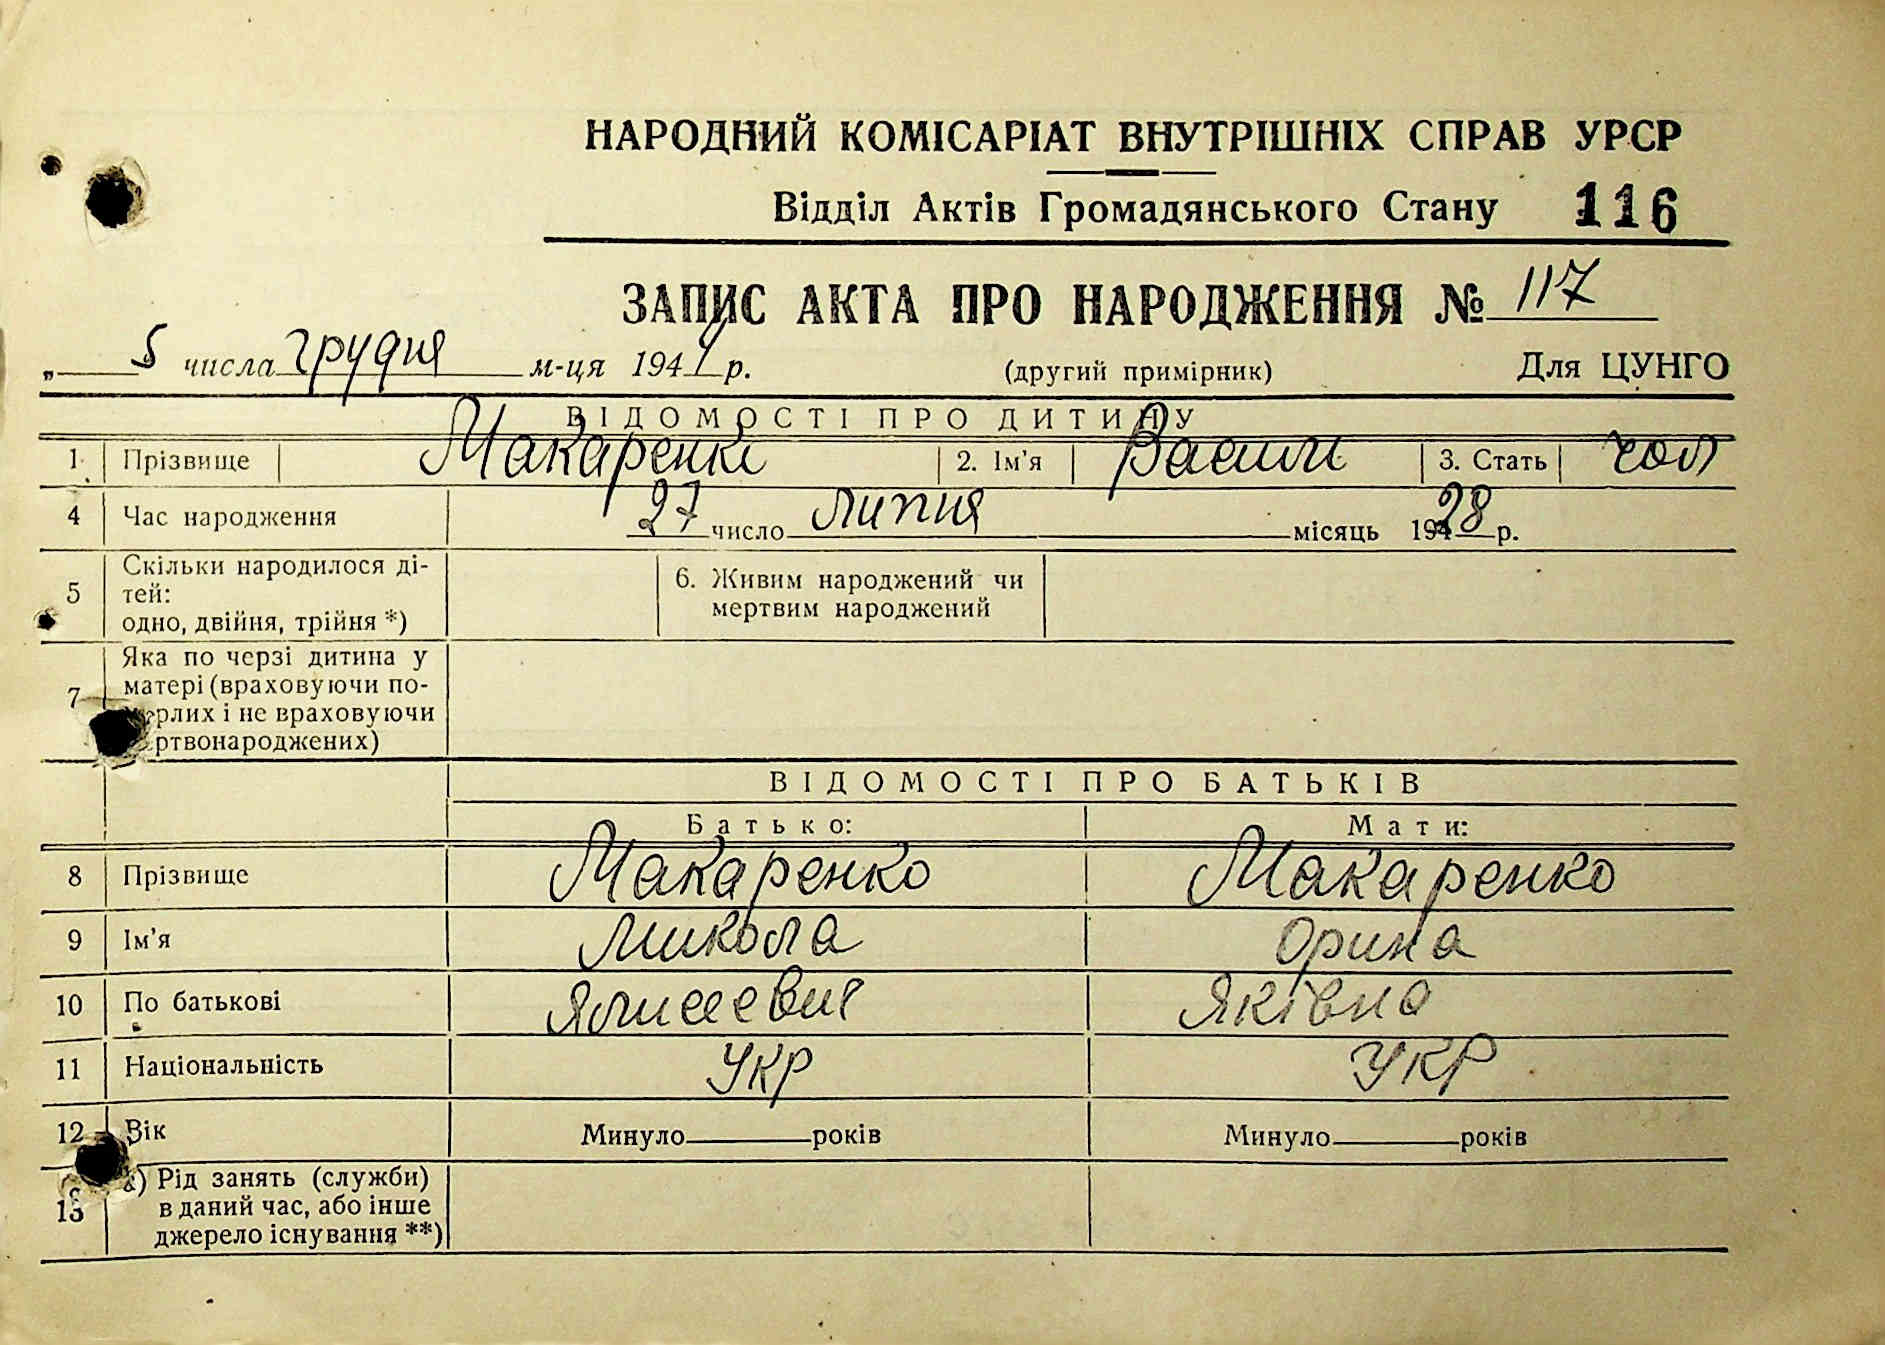 НАРОДНИЙ КОМІСАРІАТ ВНУТРІШНІХ СПРАВ УРСР
Відділ Актів Громадянського Стану 116
ЗАПИС АКТА ПРО НАРОДЖЕННЯ № 117
„ 5 числа грудня м-ця 194 р.
(другий примірник) Для ЦУНГО
ВІДОМОСТІ ПРО ДИТИНУ
1 Прізвище Макаренко 2. Ім'я 3. Стать чол
4 Час народження 27 число липня місяць 1928 р.
5 Скільки народилося ді-
тей:
одно, двійня, трійня *)
6. Живим народжений чи
мертвим народжений
7 Яка по черзі дитина у
матері (враховуючи по-
мерлих і не враховуючи
ртвонароджених)
ВІДОМОСТІ ПРО БАТЬКІВ
Батько: Мати:
8 Прізвище Макаренко Макаренко
9 Ім'я Микола Орина
10 По батькові Яківна
11 Національність Укр Укр
12 Вік Минуло років Минуло років
13 а) Рід занять (служби)
в даний час, або інше
джерело існування **)